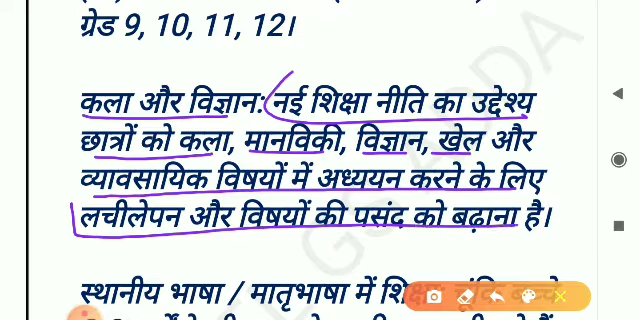 ग्रेड 9, 10, 11, 12।
कला और विज्ञान: नई शिक्षा नीति का उद्देश्य
छात्रों को कला, मानविकी, विज्ञान, खेल और
व्यावसायिक विषयों में अध्ययन करने के लिए
लचीलेपन और विषयों की पसंद को बढ़ाना है।
स्थानीय भाषा / मातृभाषा में